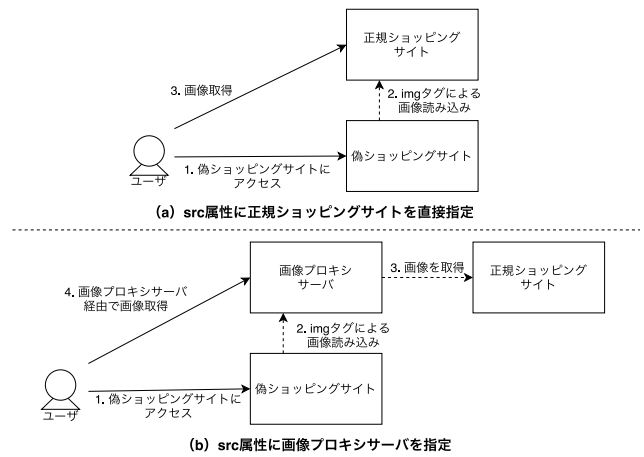 正規ショッピング
サイト
3. 画像取得
2. imgタグによる
画像読み込み
偽ショッピングサイト
ユーザ
1. 偽ショッピングサイトに
アクセス
(a) src属性に正規ショッピングサイトを直接指定
画像プロキシ
サーバ
3. 画像を取得
正規ショッピング
サイト
4. 画像プロキシサーバ
経由で画像取得
2. imgタグによる
画像読み込み
偽ショッピングサイト
ユーザ
1. 偽ショッピングサイトに
アクセス
(b) src属性に画像プロキシサーバを指定